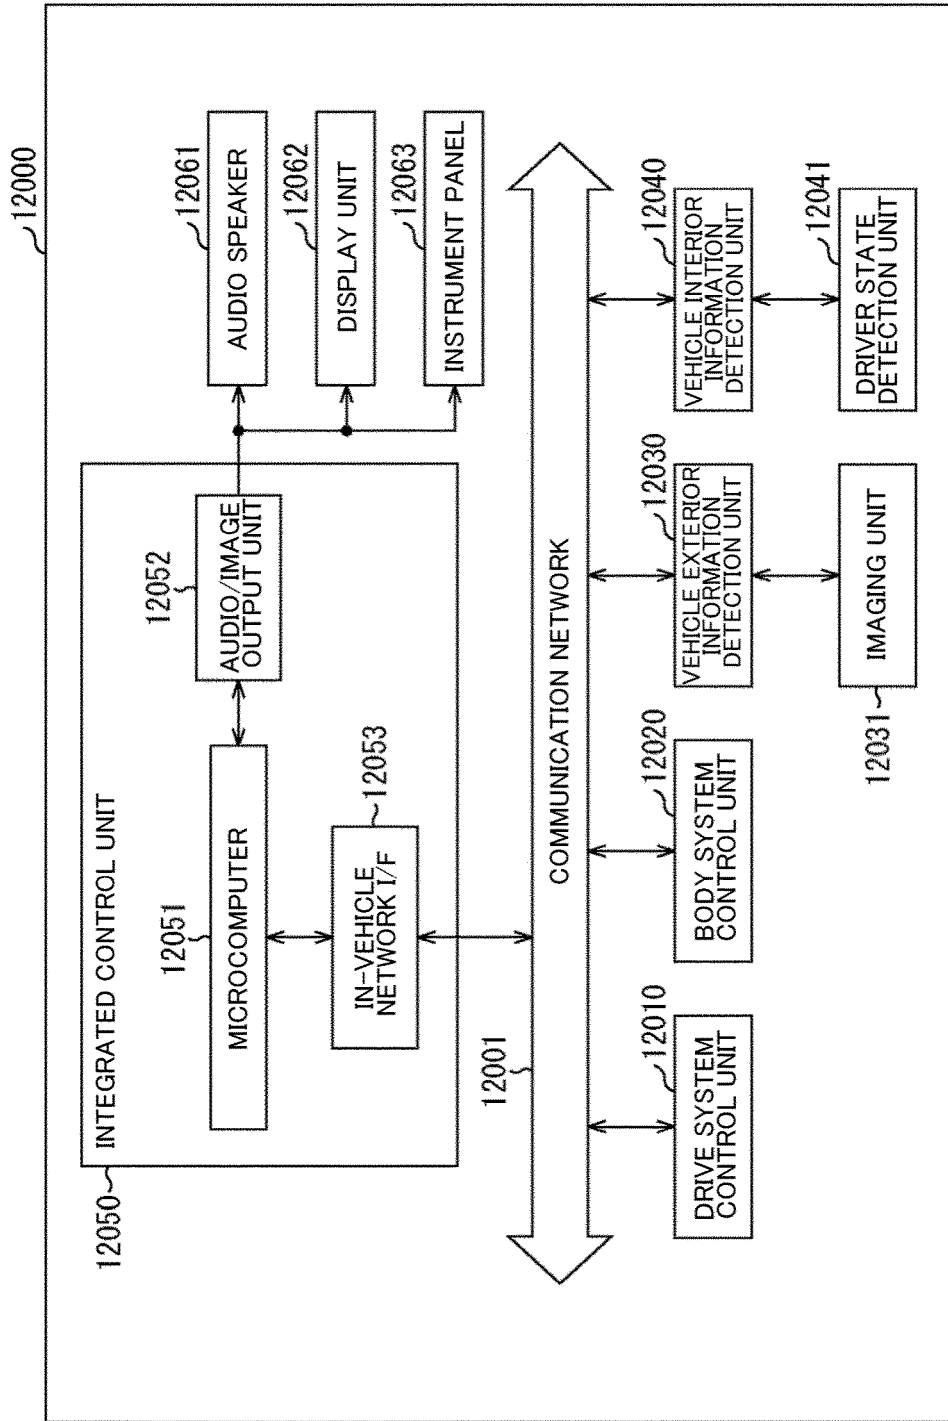 12000
12050
INTEGRATED CONTROL UNIT
12051
MICROCOMPUTER
12052
AUDIO/IMAGE
OUTPUT UNIT
12053
IN-VEHICLE
NETWORK I/F
12061
AUDIO SPEAKER
12062
DISPLAY UNIT
12063
INSTRUMENT PANEL
12001
COMMUNICATION NETWORK
12010
DRIVE SYSTEM
CONTROL UNIT
12020
BODY SYSTEM
CONTROL UNIT
12030
VEHICLE EXTERIOR
INFORMATION
DETECTION UNIT
12040
VEHICLE INTERIOR
INFORMATION
DETECTION UNIT
12031
IMAGING UNIT
12041
DRIVER STATE
DETECTION UNIT